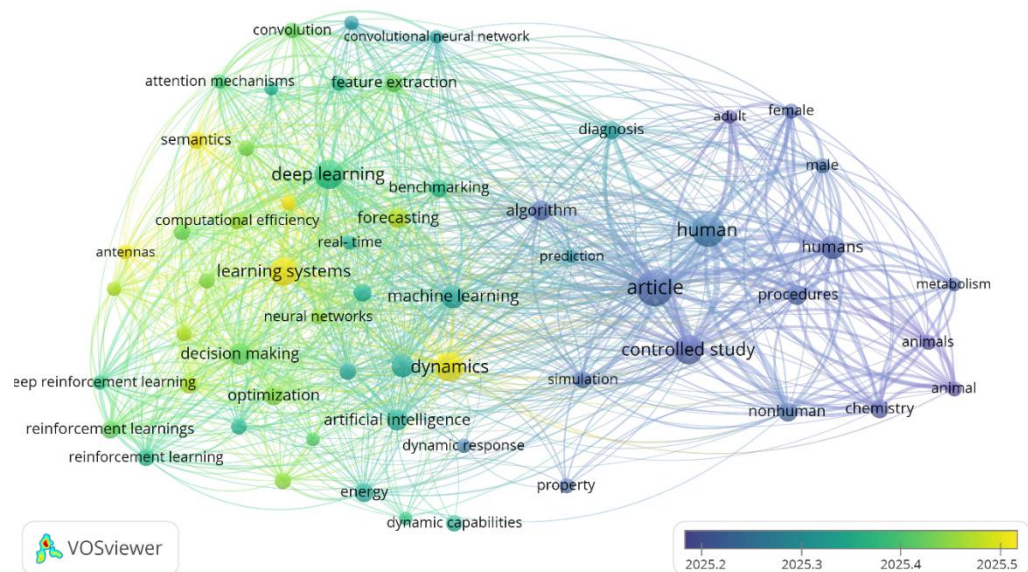 convolution
convolutional neural network
attention mechanisms
feature extraction
female
adult
diagnosis
semantics
male
deep learning
benchmarking
algorithm
computational efficiency
forecasting
human
real- time
humans
antennas
prediction
learning systems
metabolism
article
machine learning
procedures
neural networks
animals
decision making
controlled study
dynamics
simulation
eep reinforcement learning
animal
optimization
chemistry
nonhuman
artificial intelligence
reinforcement learnings
dynamic response
reinforcement learning
property
energy
dynamic capabilities
VOSviewer
2025.2 2025.3 2025.4 2025.5